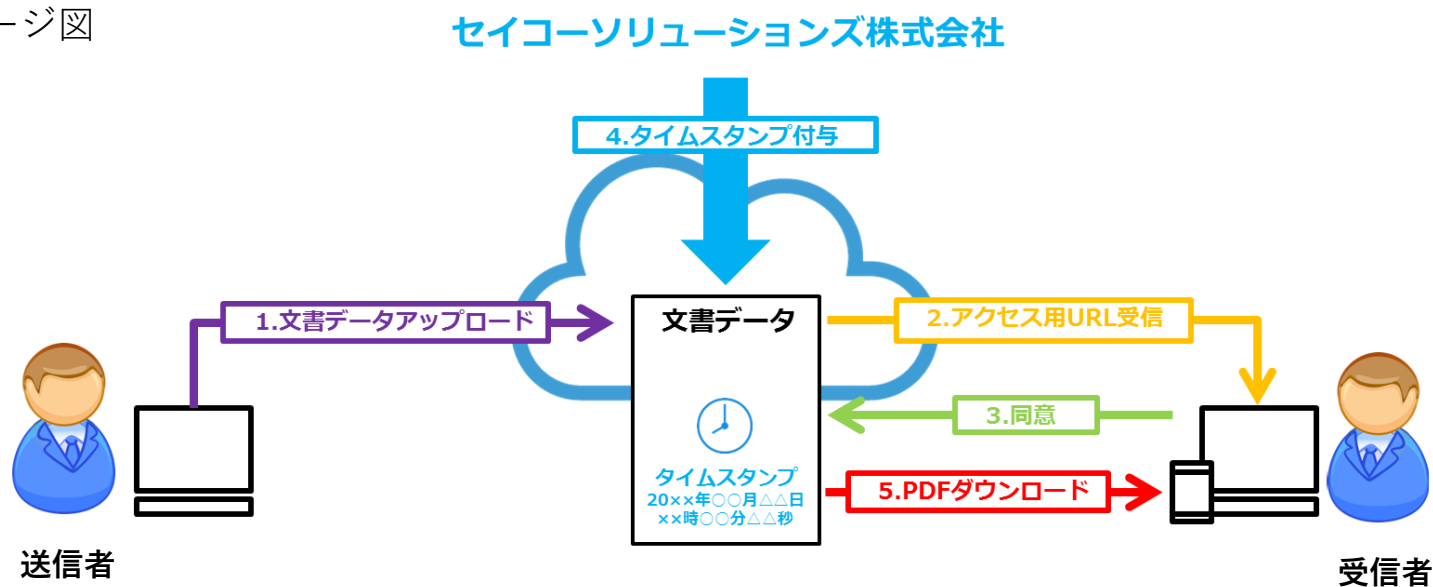 ージ図
セイコーソリューションズ株式会社
4.タイムスタンプ付与
1.文書データアップロード
文書データ
2.アクセス用URL受信
3.同意
タイムスタンプ
20××年○○月△△日
××時○○分△△秒
5.PDFダウンロード
送信者
受信者